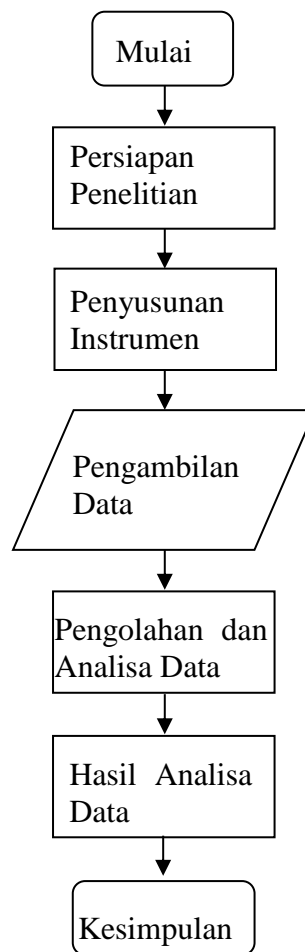 Mulai
Persiapan
Penelitian
Penyusunan
Instrumen
Pengambilan
Data
Pengolahan dan
Analisa Data
Hasil Analisa
Data
Kesimpulan